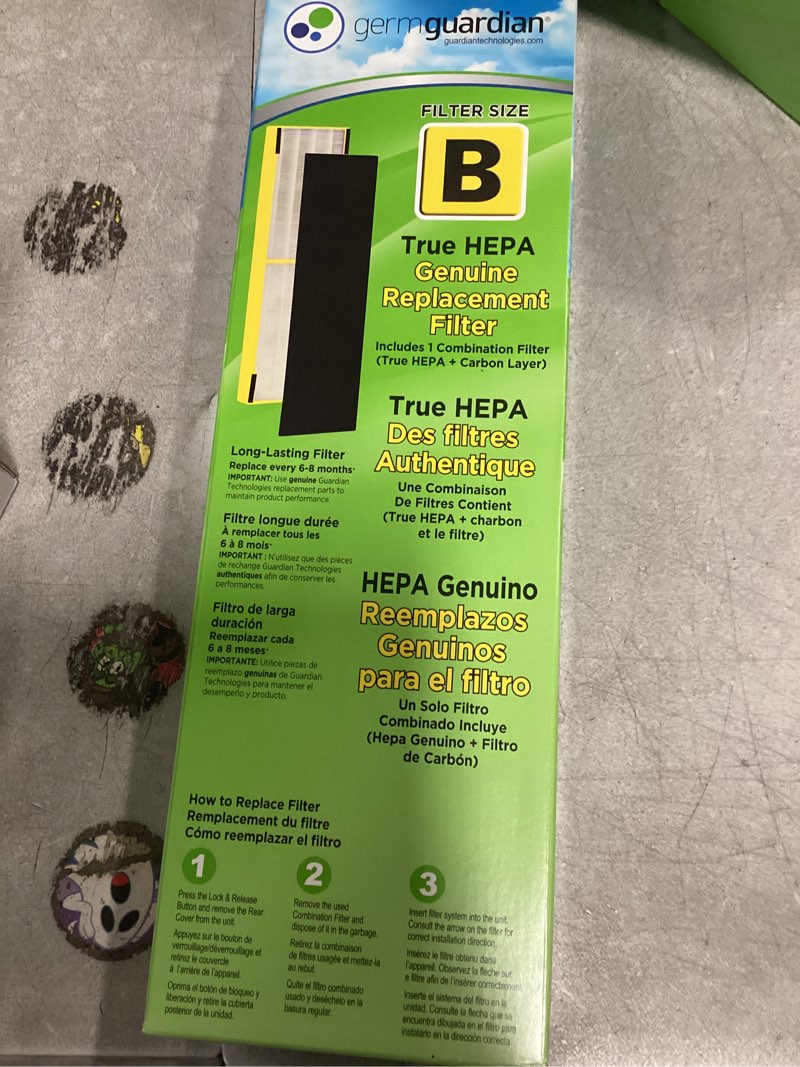 germguardian®
guardiantechnologies.com
FILTER SIZE
B
True HEPA
Genuine
Replacement
Filter
Includes 1 Combination Filter
(True HEPA + Carbon Layer)
True HEPA
Des filtres
Authentique
Une Combinaison
De Filtres Contient
(True HEPA + charbon
et le filtre)
HEPA Genuino
Reemplazos
Genuinos
para el filtro
Un Solo Filtro
Combinado Incluye
(Hepa Genuino + Filtro
de Carbón)
Long-Lasting Filter
Replace every 6-8 months*
IMPORTANT: Use genuine Guardian
Technologies replacement parts to
maintain product performance.
Filtre longue durée
À remplacer tous les
6 à 8 mois*
IMPORTANT : N'utilisez que des pièces
de rechange Guardian Technologies
authentiques afin de conserver les
performances.
Filtro de larga
duración
Reemplazar cada
6 a 8 meses*
IMPORTANTE: Utilice piezas de
reemplazo genuinas de Guardian
Technologies para mantener el
desempeño y producto.
How to Replace Filter
Remplacement du filtre
Cómo reemplazar el filtro
1
Press the Lock & Release
Button and remove the Rear
Cover from the unit.
Appuyez sur le bouton de
verrouillage/déverrouillage et
retirez le couvercle
à l'arrière de l'appareil.
Oprima el botón de bloqueo y
liberación y retire la cubierta
posterior de la unidad.
2
Remove the used
Combination Filter and
dispose of it in the garbage.
Retirez la combinaison
de filtres usagée et mettez-la
au rebut.
Quite el filtro combinado
usado y deséchelo en la
basura regular.
3
Insert filter system into the unit.
Consult the arrow on the filter for
correct installation direction.
Insérez le filtre obtenu dans
l'appareil. Observez la flèche sur
e filtre afin de l'insérer correctement.
Inserte el sistema del filtro en la
unidad. Consulte la flecha que se
encuentra dibujada en el filtro para
instalarlo en la dirección correcta.